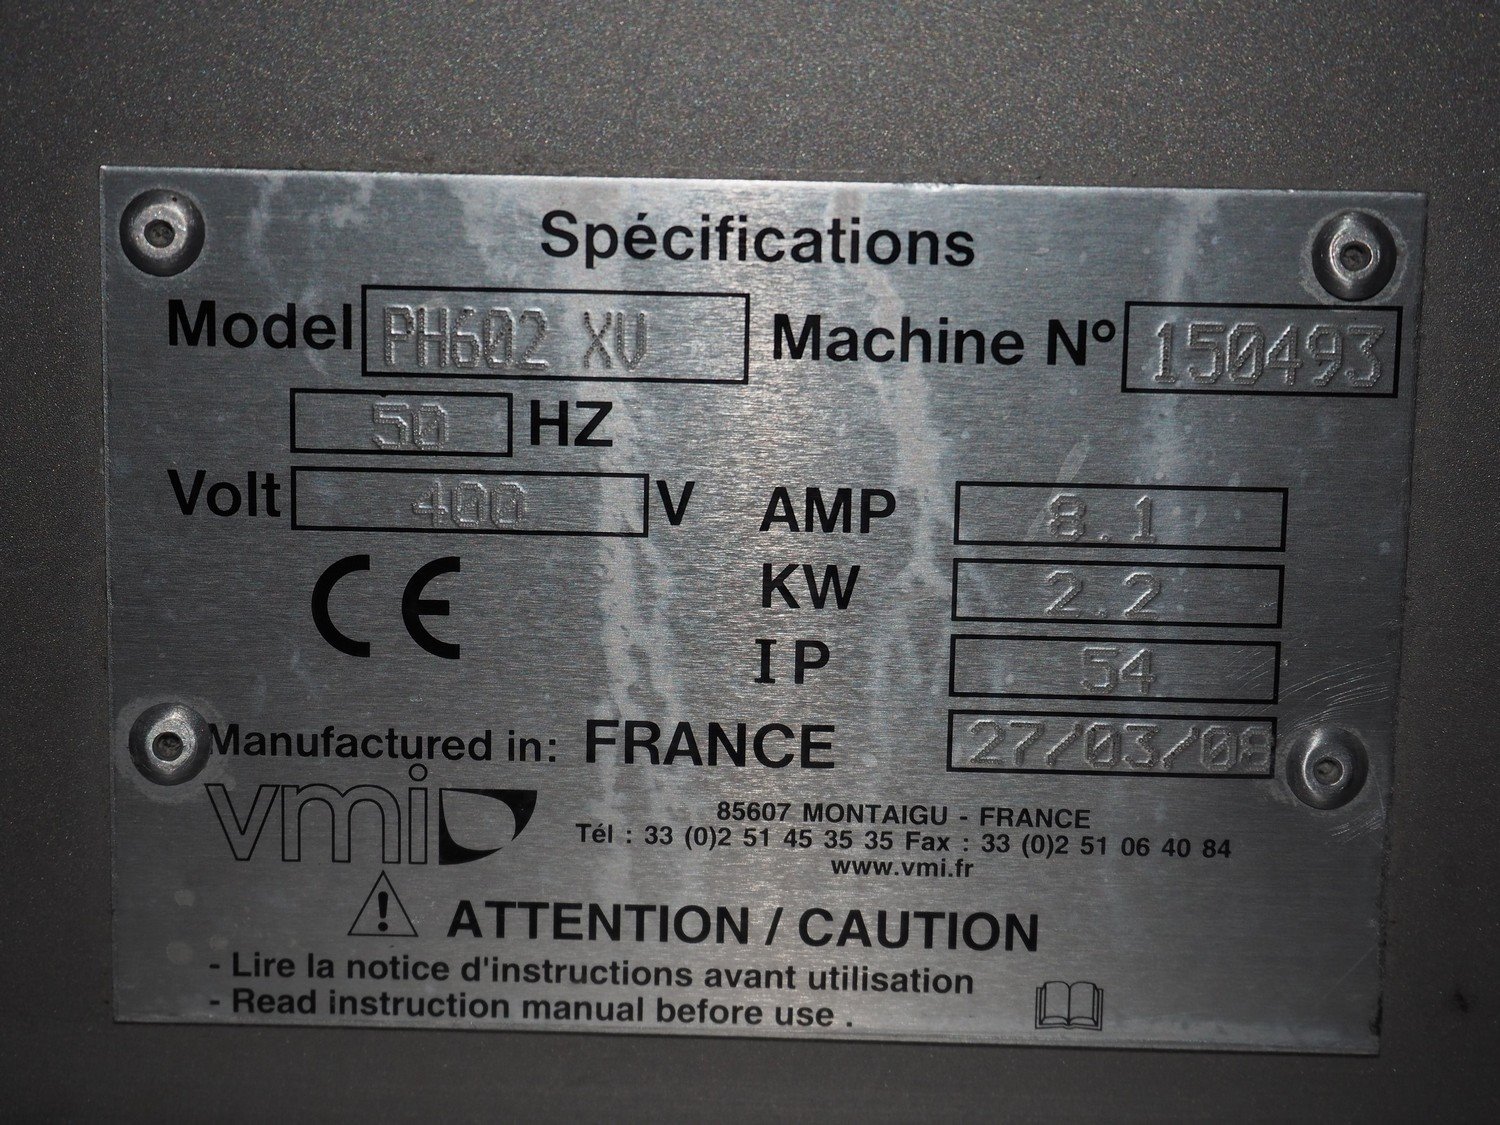 Spécifications
Model PH602 XV Machine N° 150493
50 HZ
Volt 400 V AMP 8.1
CE KW 2.2
IP 54
Manufactured in: FRANCE 27/03/08
vmi
85607 MONTAIGU - FRANCE
Tél : 33 (0)2 51 45 35 35 Fax : 33 (0)2 51 06 40 84
www.vmi.fr
! ATTENTION / CAUTION
- Lire la notice d'instructions avant utilisation
- Read instruction manual before use .